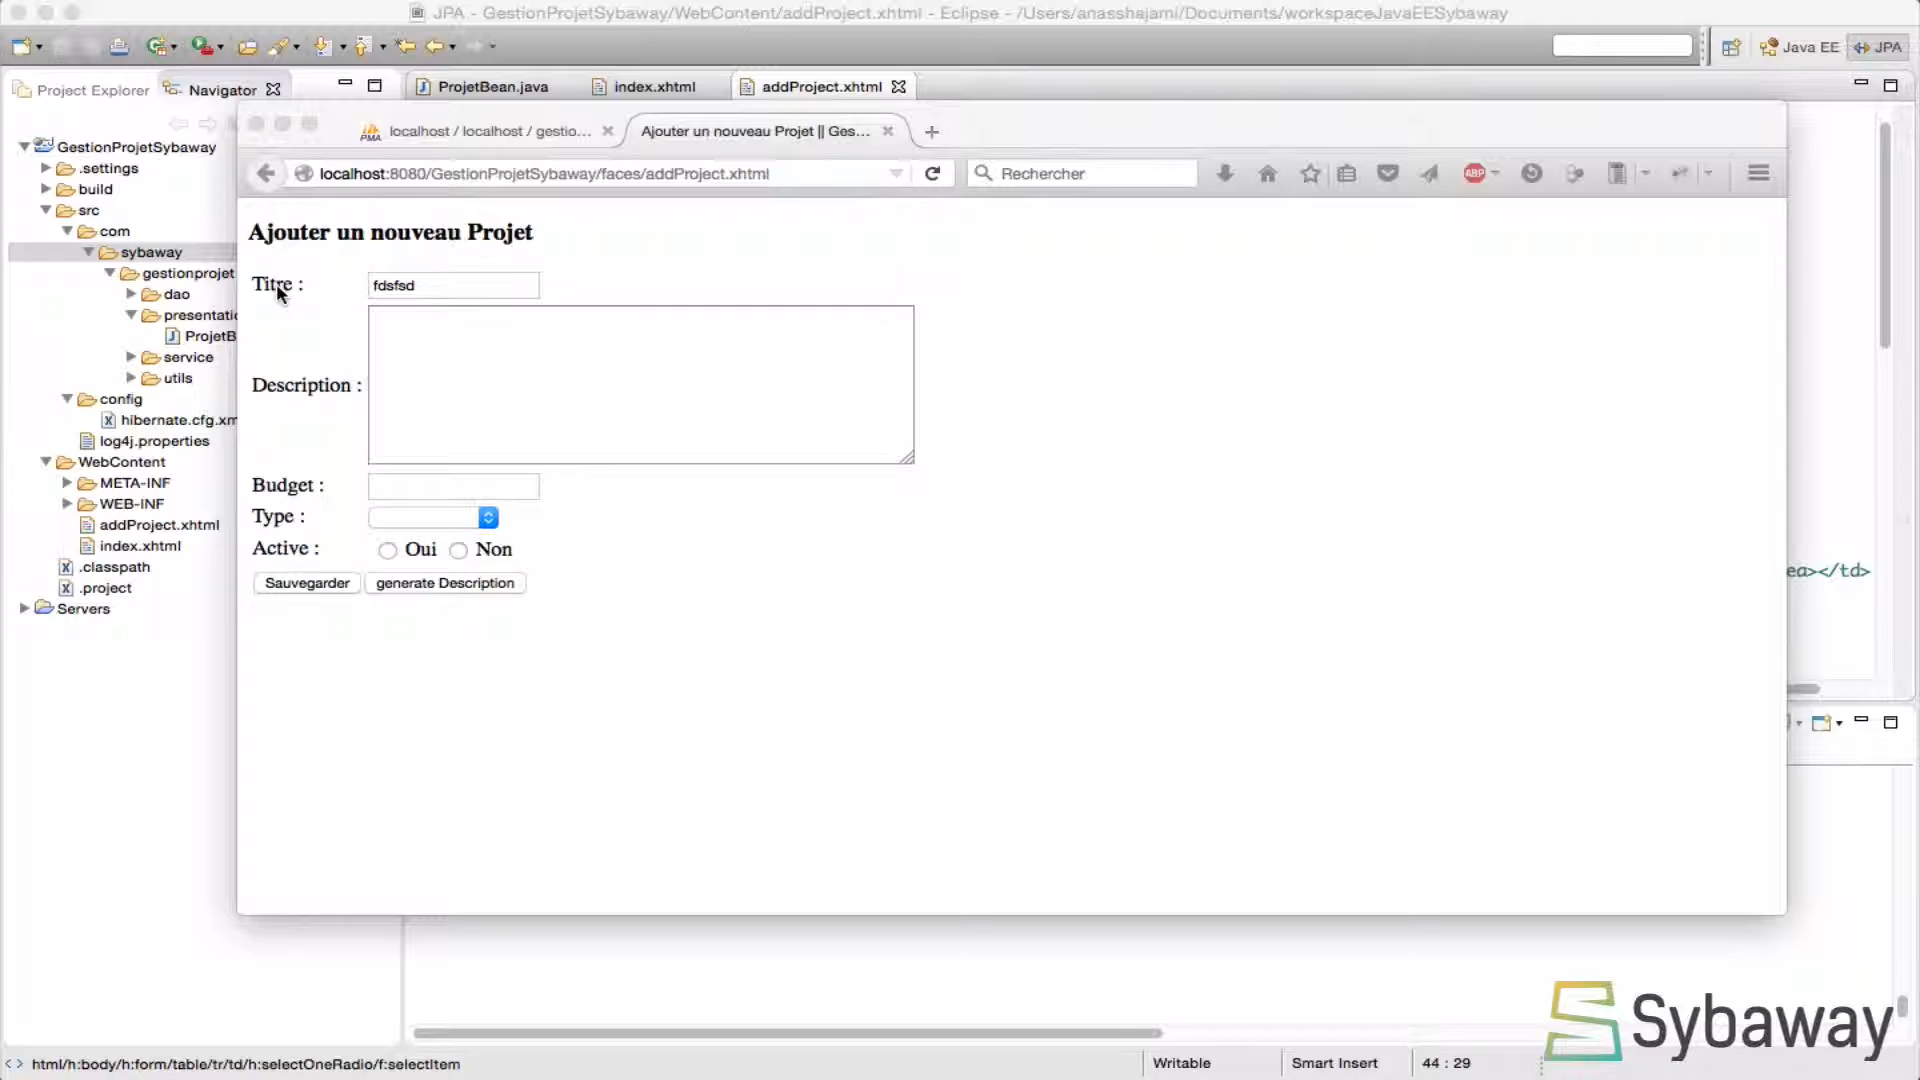 JPA - GestionProjetSybaway/WebContent/addProject.xhtml - Eclipse - /Users/anasshajami/Documents/workspaceJavaEESybaway
Java EE
JPA
Project Explorer
Navigator
ProjetBean.java
index.xhtml
addProject.xhtml
GestionProjetSybaway
.settings
build
src
com
sybaway
gestionprojet
dao
presentatio
ProjetB
service
utils
config
hibernate.cfg.xm
log4j.properties
WebContent
META-INF
WEB-INF
addProject.xhtml
index.xhtml
.classpath
.project
Servers
PMA
localhost / localhost / gestio...
Ajouter un nouveau Projet || Ges...
localhost:8080/GestionProjetSybaway/faces/addProject.xhtml
Rechercher
ABP
Ajouter un nouveau Projet
Titre :
fdsfsd
Description :
Budget :
Type :
Active :
Oui
Non
Sauvegarder
generate Description
ea></td>
Sybaway
html/h:body/h:form/table/tr/td/h:selectOneRadio/f:selectItem
Writable
Smart Insert
44 : 29